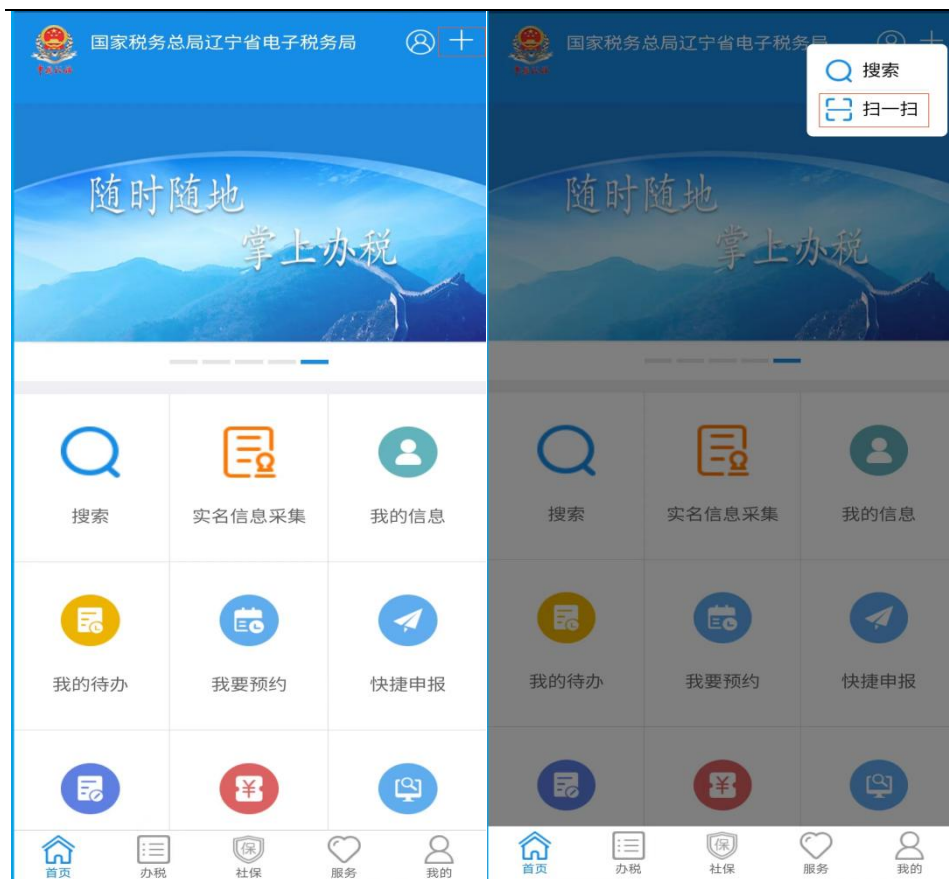 国家税务总局辽宁省电子税务局
随时随地
掌上办税
搜索
实名信息采集
我的信息
我的待办
我要预约
快捷申报
首页
办税
保
社保
服务
我的
国家税务总局辽宁省电子税务局
搜索
扫一扫
随时随地
掌上办税
搜索
实名信息采集
我的信息
我的待办
我要预约
快捷申报
首页
办税
保
社保
服务
我的